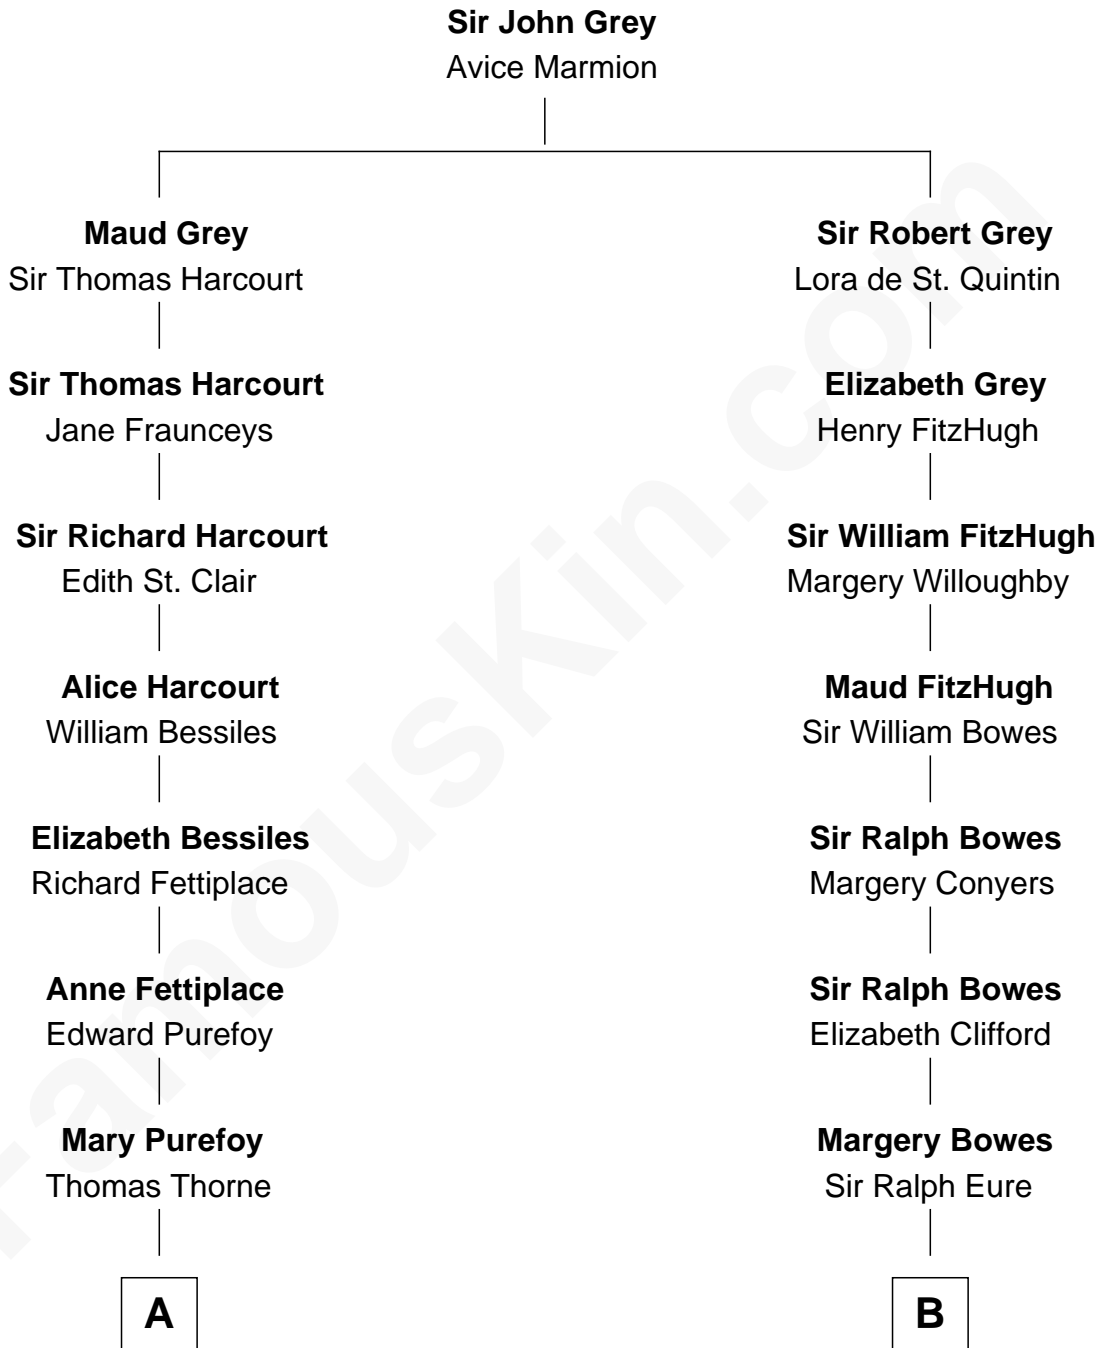 Sir John Grey
Avice Marmion
Maud Grey
Sir Thomas Harcourt
Sir Thomas Harcourt
Jane Fraunceys
Sir Richard Harcourt
Edith St. Clair
Alice Harcourt
William Bessiles
Elizabeth Bessiles
Richard Fettiplace
Anne Fettiplace
Edward Purefoy
Mary Purefoy
Thomas Thorne
A
Sir Robert Grey
Lora de St. Quintin
Elizabeth Grey
Henry FitzHugh
Sir William FitzHugh
Margery Willoughby
Maud FitzHugh
Sir William Bowes
Sir Ralph Bowes
Margery Conyers
Sir Ralph Bowes
Elizabeth Clifford
Margery Bowes
Sir Ralph Eure
B
FamousKin.com